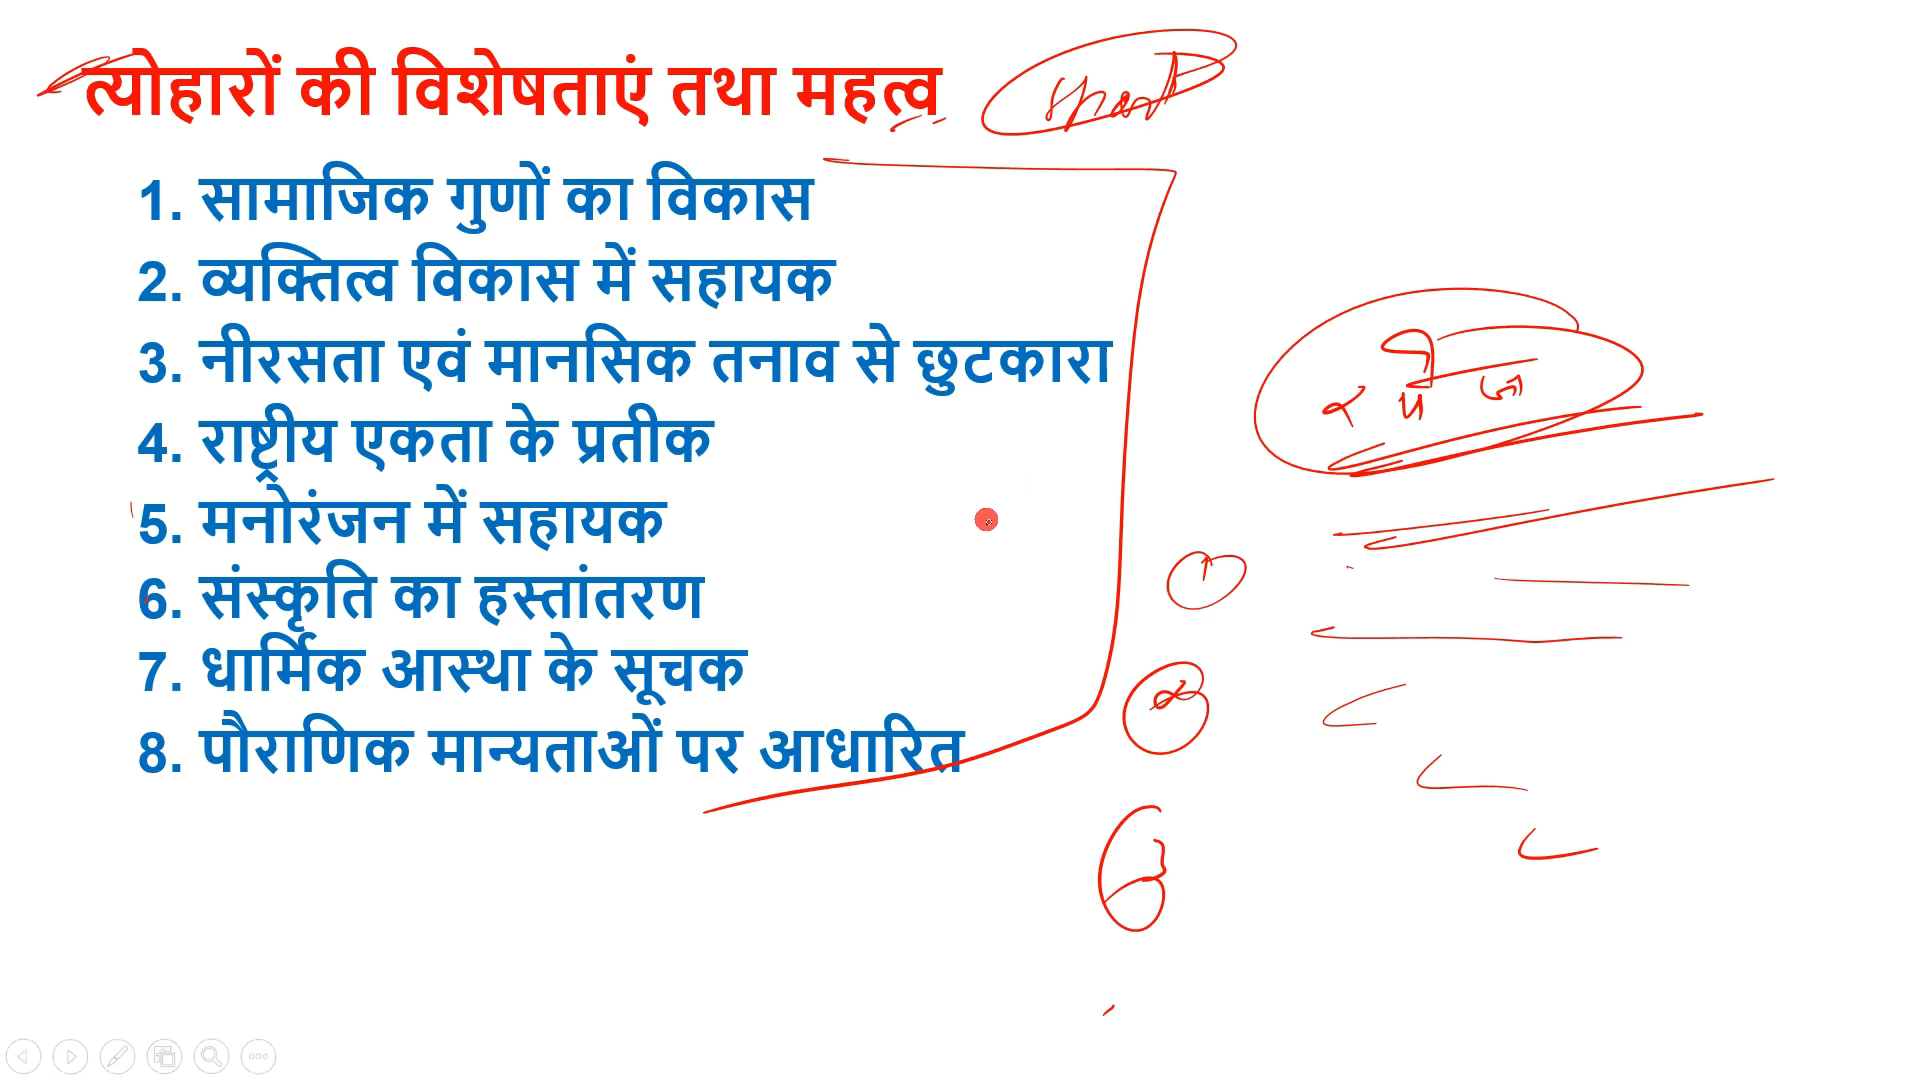 त्योहारों की विशेषताएं तथा महत्व
1. सामाजिक गुणों का विकास
2. व्यक्तित्व विकास में सहायक
3. नीरसता एवं मानसिक तनाव से छुटकारा
4. राष्ट्रीय एकता के प्रतीक
5. मनोरंजन में सहायक
6. संस्कृति का हस्तांतरण
7. धार्मिक आस्था के सूचक
8. पौराणिक मान्यताओं पर आधारित